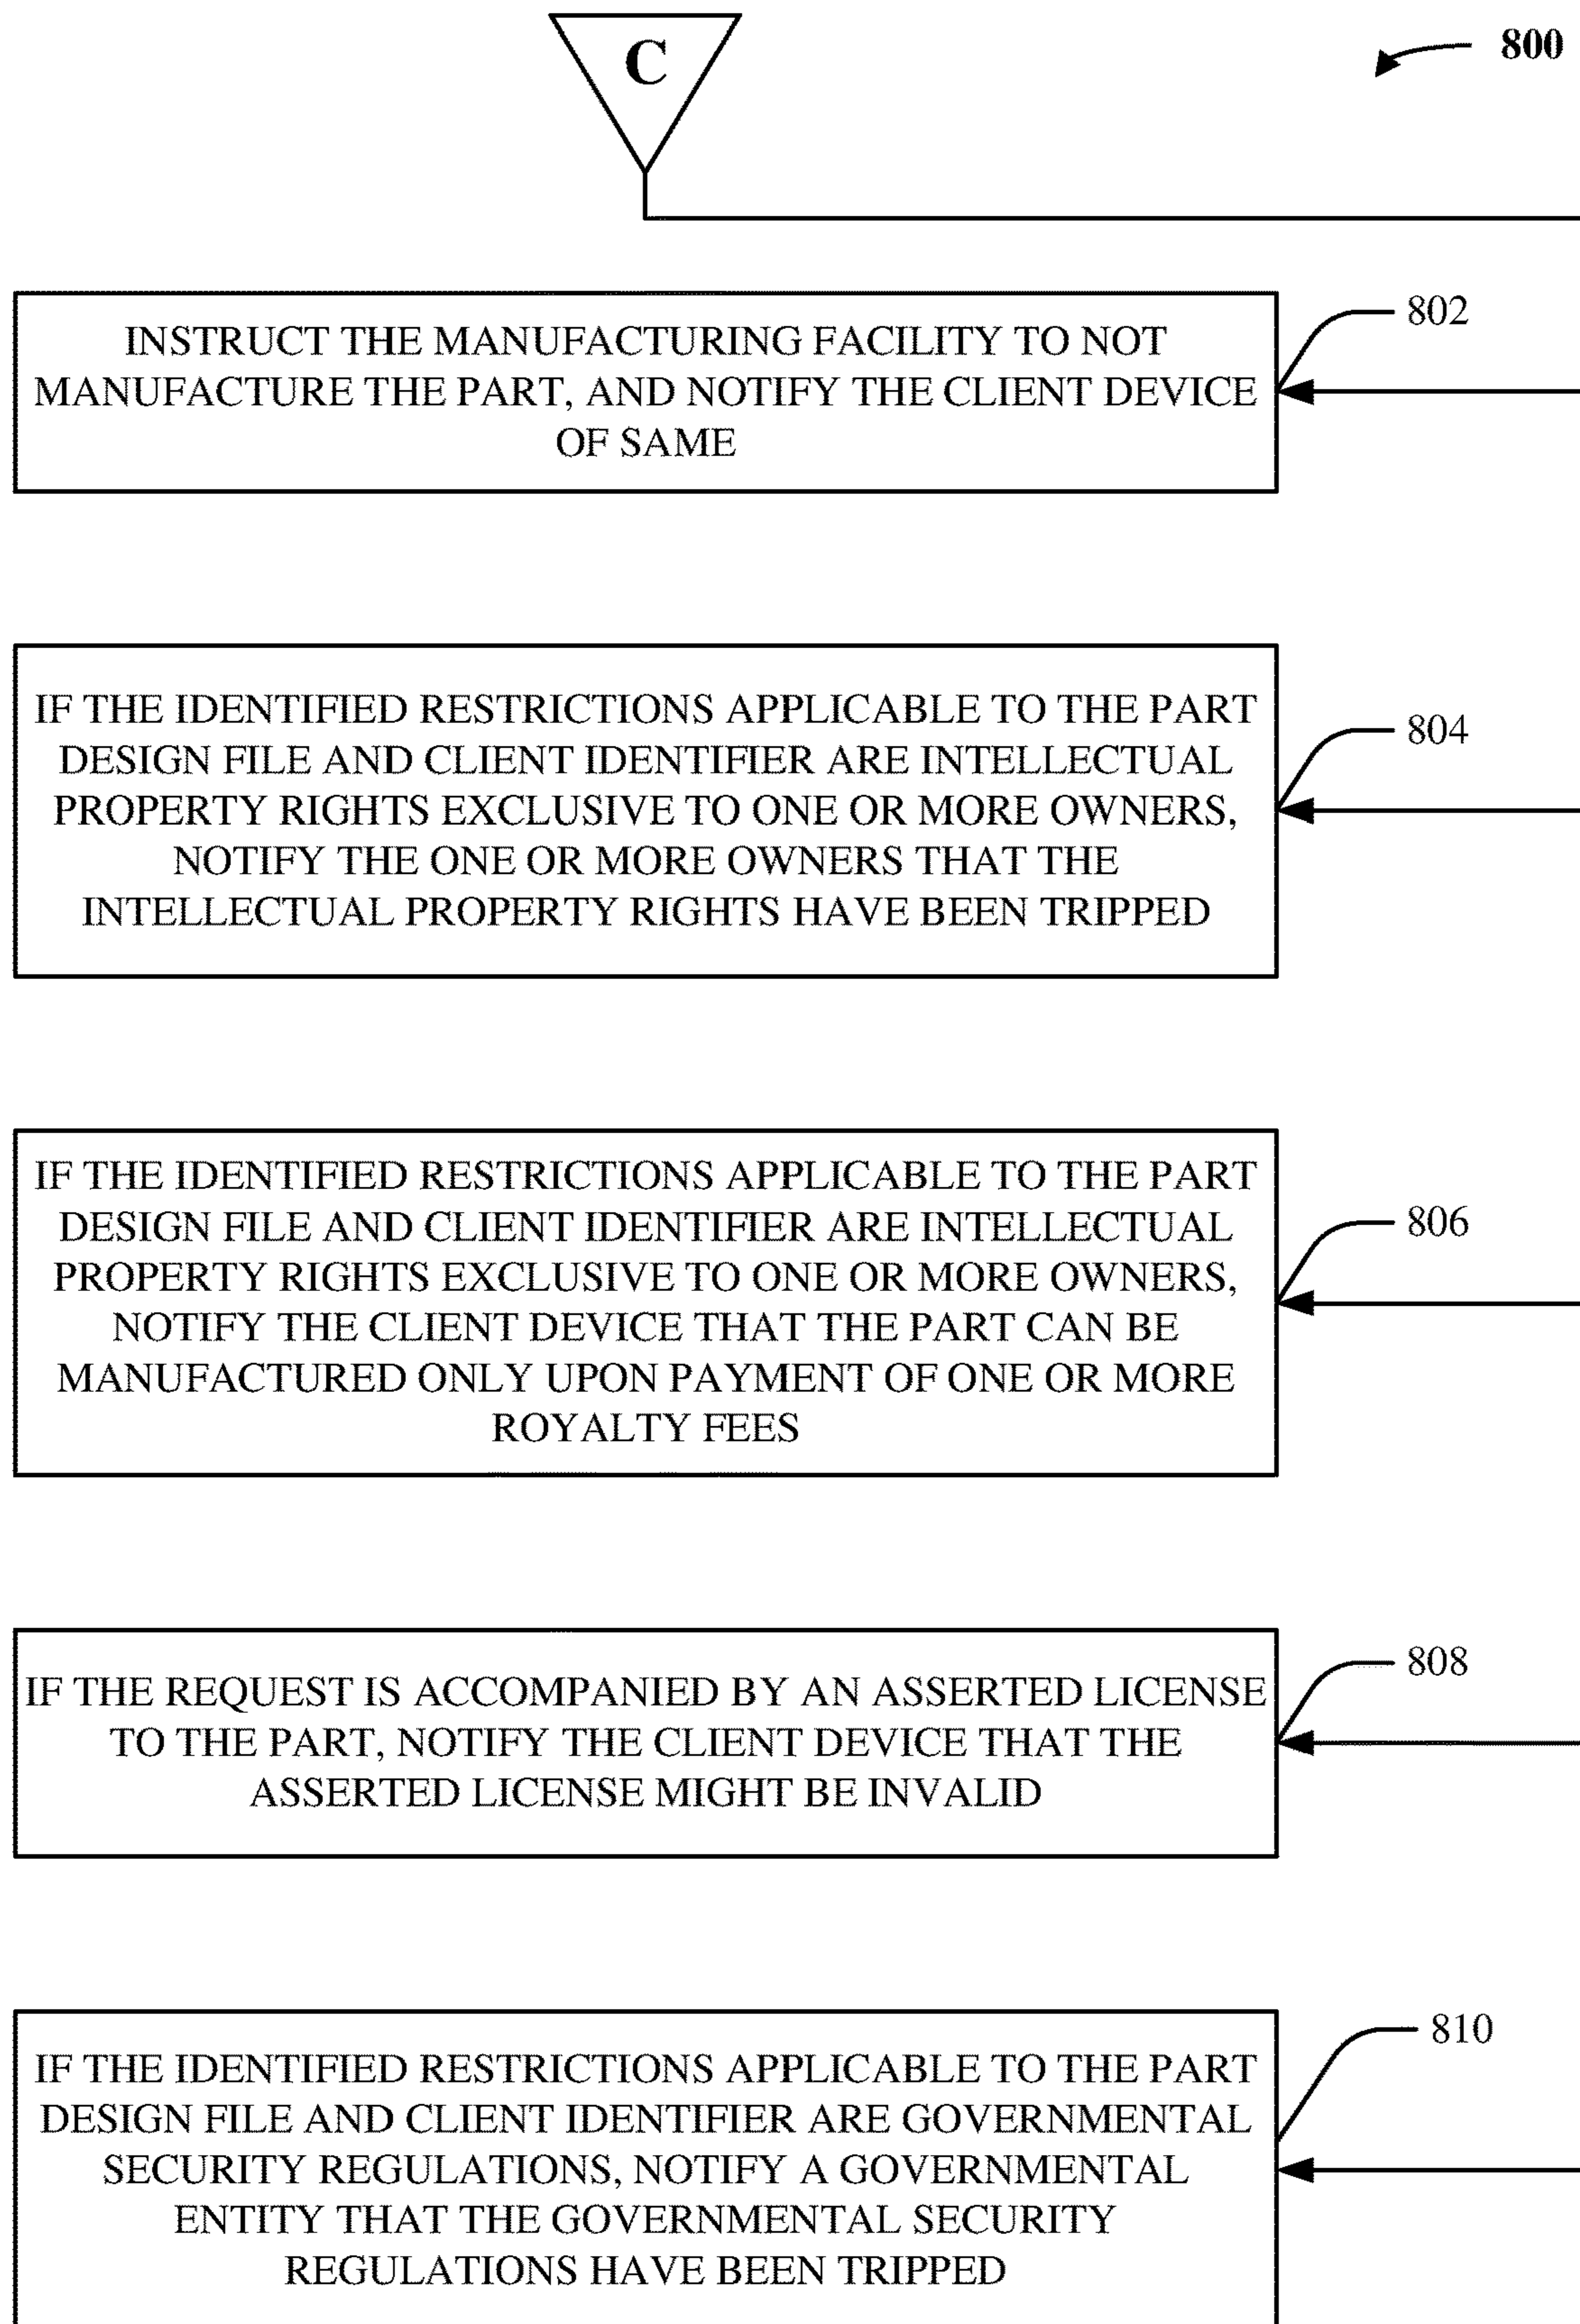 C
800
INSTRUCT THE MANUFACTURING FACILITY TO NOT
MANUFACTURE THE PART, AND NOTIFY THE CLIENT DEVICE
OF SAME
802
IF THE IDENTIFIED RESTRICTIONS APPLICABLE TO THE PART
DESIGN FILE AND CLIENT IDENTIFIER ARE INTELLECTUAL
PROPERTY RIGHTS EXCLUSIVE TO ONE OR MORE OWNERS,
NOTIFY THE ONE OR MORE OWNERS THAT THE
INTELLECTUAL PROPERTY RIGHTS HAVE BEEN TRIPPED
804
IF THE IDENTIFIED RESTRICTIONS APPLICABLE TO THE PART
DESIGN FILE AND CLIENT IDENTIFIER ARE INTELLECTUAL
PROPERTY RIGHTS EXCLUSIVE TO ONE OR MORE OWNERS,
NOTIFY THE CLIENT DEVICE THAT THE PART CAN BE
MANUFACTURED ONLY UPON PAYMENT OF ONE OR MORE
ROYALTY FEES
806
IF THE REQUEST IS ACCOMPANIED BY AN ASSERTED LICENSE
TO THE PART, NOTIFY THE CLIENT DEVICE THAT THE
ASSERTED LICENSE MIGHT BE INVALID
808
IF THE IDENTIFIED RESTRICTIONS APPLICABLE TO THE PART
DESIGN FILE AND CLIENT IDENTIFIER ARE GOVERNMENTAL
SECURITY REGULATIONS, NOTIFY A GOVERNMENTAL
ENTITY THAT THE GOVERNMENTAL SECURITY
REGULATIONS HAVE BEEN TRIPPED
810